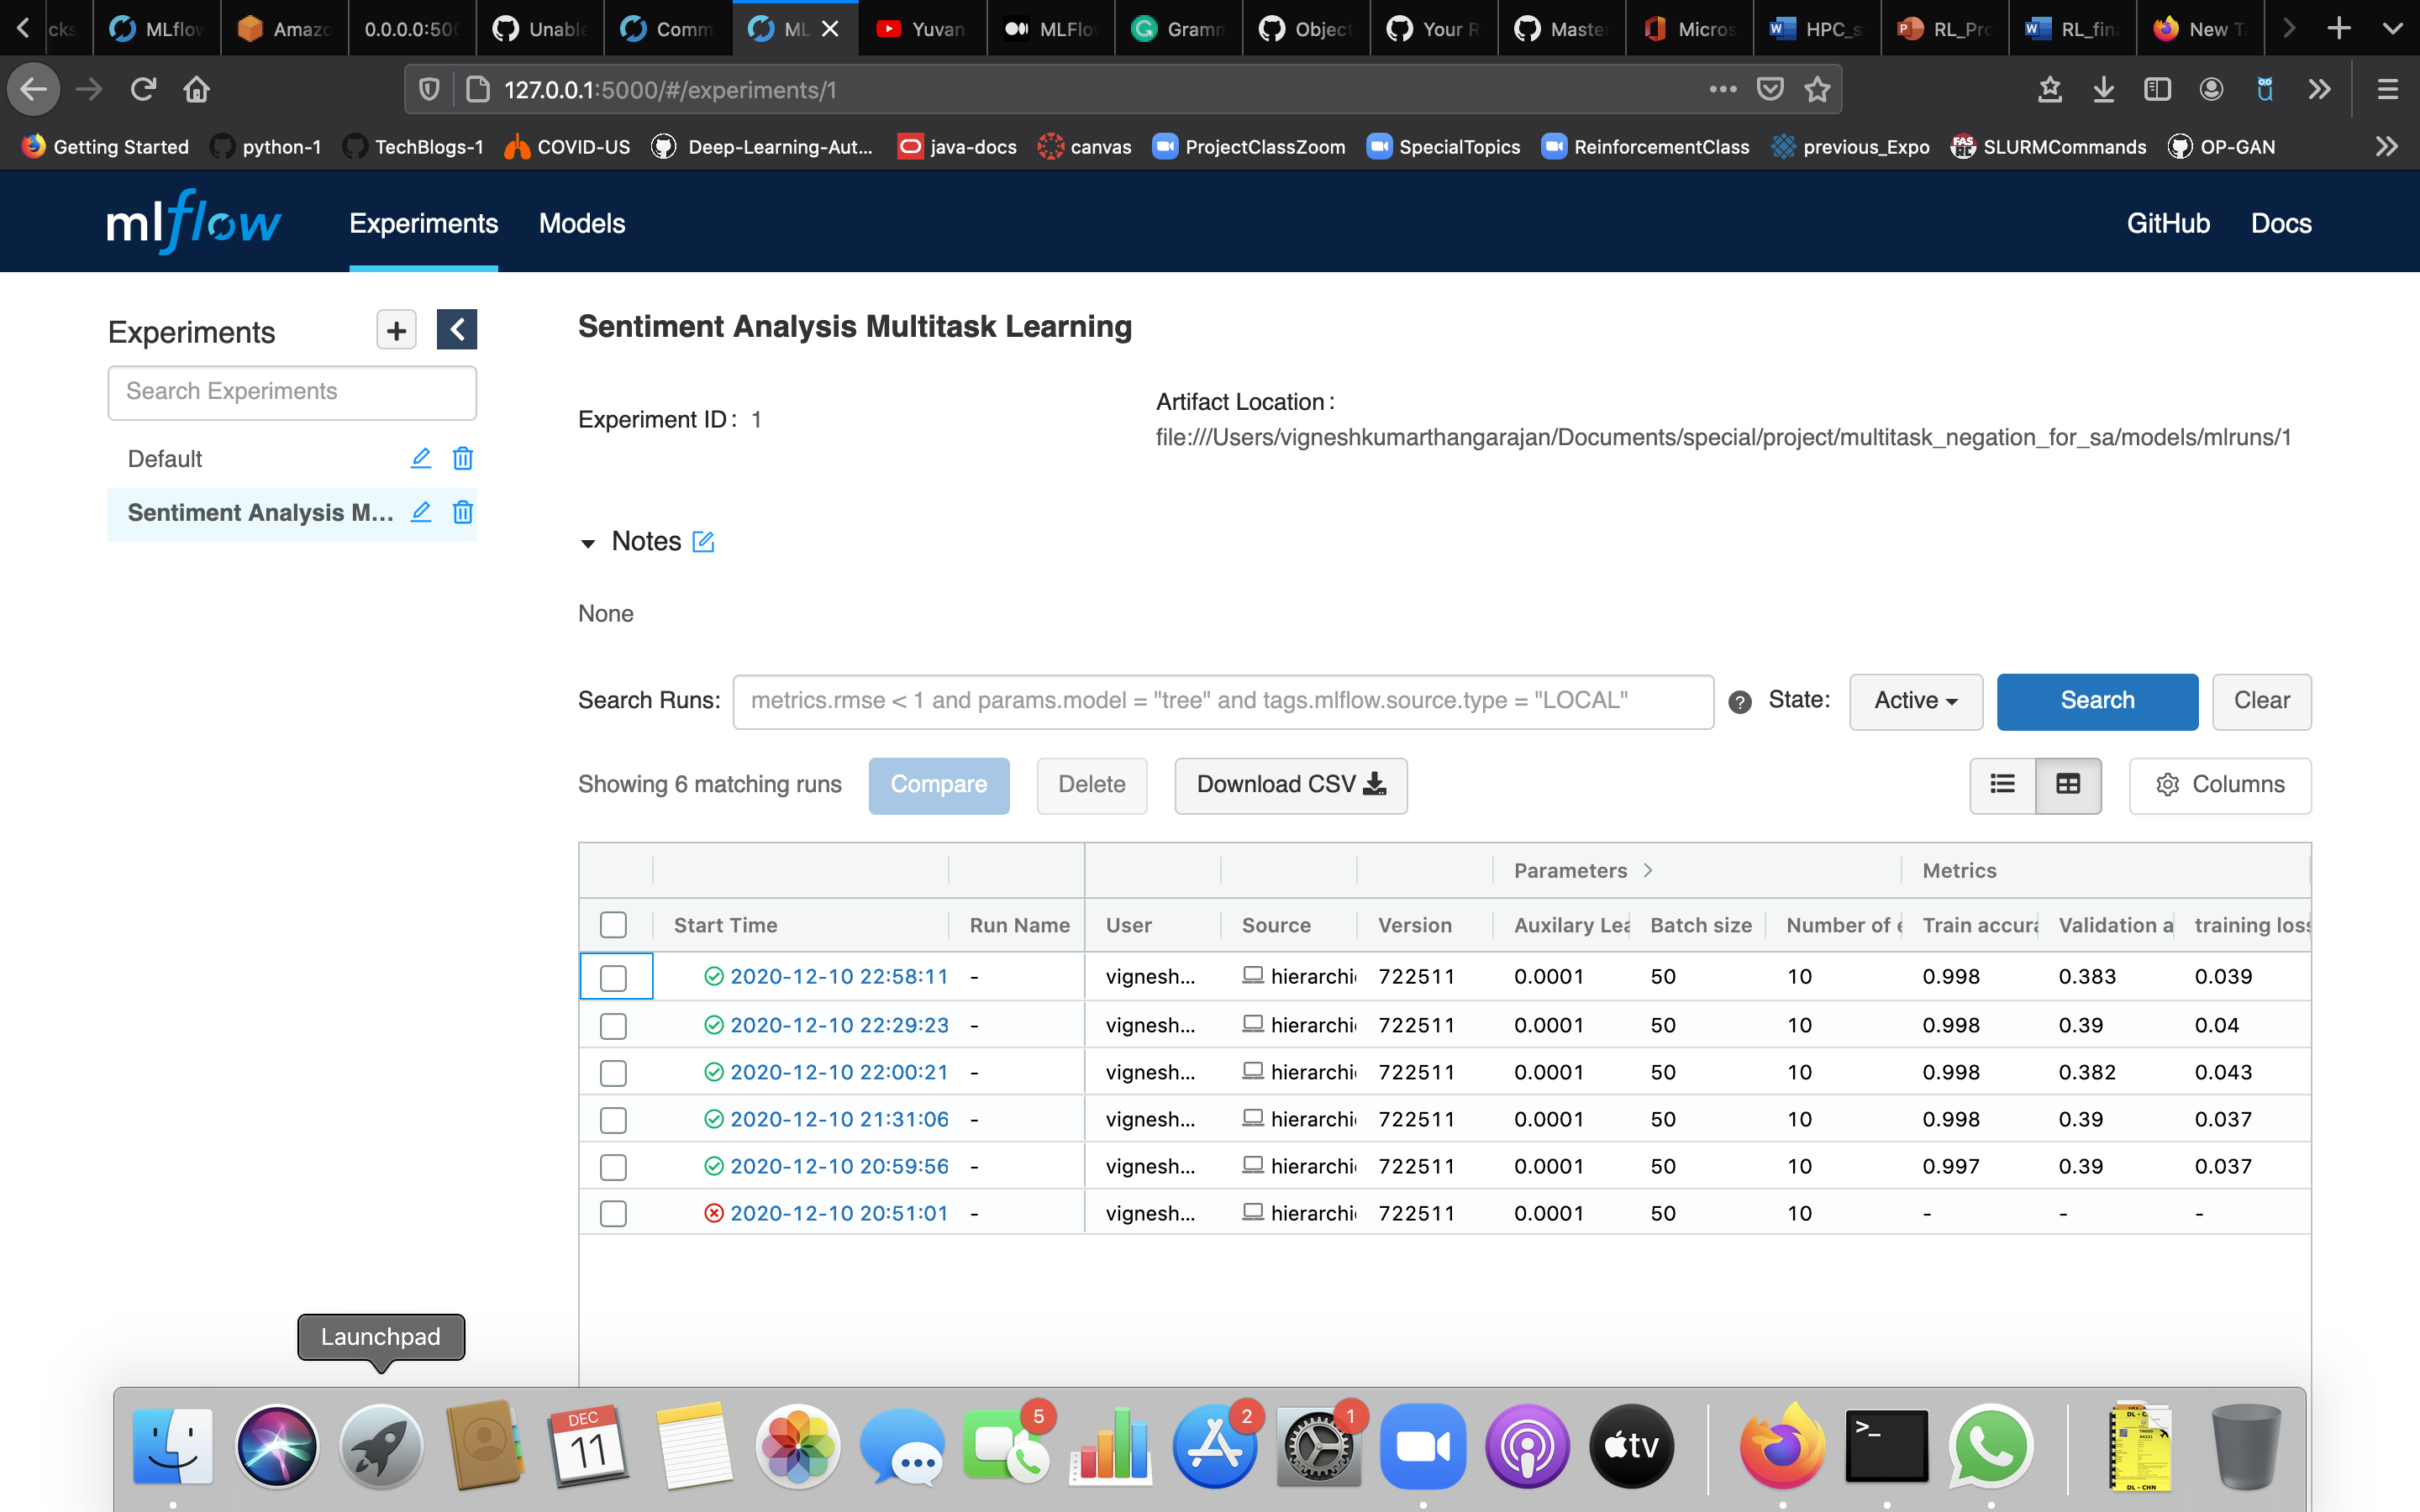 cks MLflow Amazo 0.0.0.0:500 Unable Comm ML Yuvan MLFlo Gramm Object Your R Maste Micros HPC_s RL_Pro RL_fin New T
127.0.0.1:5000/#/experiments/1
Getting Started python-1 TechBlogs-1 COVID-US Deep-Learning-Aut... java-docs canvas ProjectClassZoom SpecialTopics ReinforcementClass previous_Expo SLURMCommands OP-GAN
mlflow Experiments Models GitHub Docs
Experiments
Search Experiments
Default
Sentiment Analysis M...
Sentiment Analysis Multitask Learning
Experiment ID: 1
Artifact Location:
file:///Users/vigneshkumarthangarajan/Documents/special/project/multitask_negation_for_sa/models/mlruns/1
Notes
None
Search Runs: metrics.rmse < 1 and params.model = "tree" and tags.mlflow.source.type = "LOCAL" ? State: Active Search Clear
Showing 6 matching runs Compare Delete Download CSV Columns
Parameters > Metrics
Start Time Run Name User Source Version Auxilary Lea Batch size Number of e Train accura Validation a training loss
2020-12-10 22:58:11 - vignesh... hierarchi 722511 0.0001 50 10 0.998 0.383 0.039
2020-12-10 22:29:23 - vignesh... hierarchi 722511 0.0001 50 10 0.998 0.39 0.04
2020-12-10 22:00:21 - vignesh... hierarchi 722511 0.0001 50 10 0.998 0.382 0.043
2020-12-10 21:31:06 - vignesh... hierarchi 722511 0.0001 50 10 0.998 0.39 0.037
2020-12-10 20:59:56 - vignesh... hierarchi 722511 0.0001 50 10 0.997 0.39 0.037
2020-12-10 20:51:01 - vignesh... hierarchi 722511 0.0001 50 10 - - -
Launchpad
DEC
11
5
2
1
tv
>_
DL - CHN